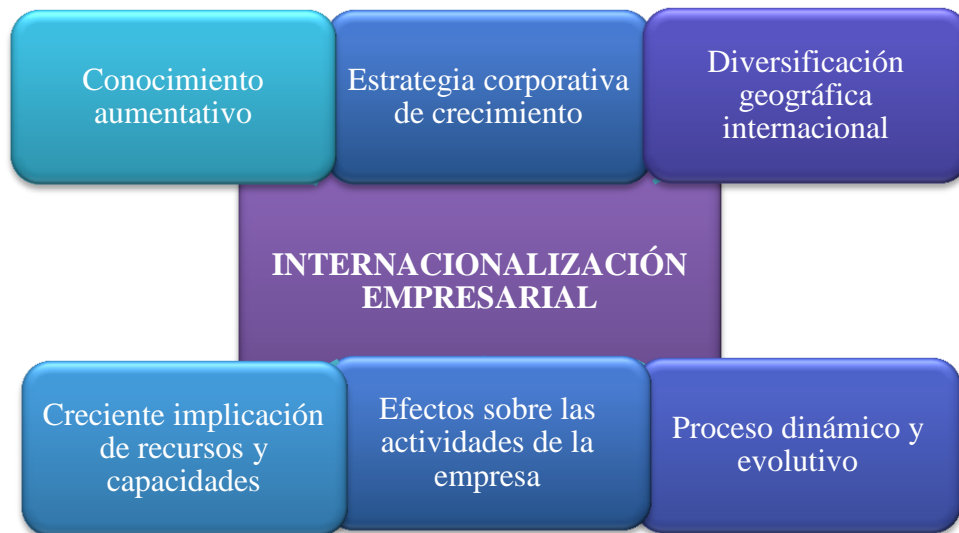 Conocimiento
aumentativo
Estrategia corporativa
de crecimiento
Diversificación
geográfica
internacional
INTERNACIONALIZACIÓN
EMPRESARIAL
Creciente implicación
de recursos y
capacidades
Efectos sobre las
actividades de la
empresa
Proceso dinámico y
evolutivo